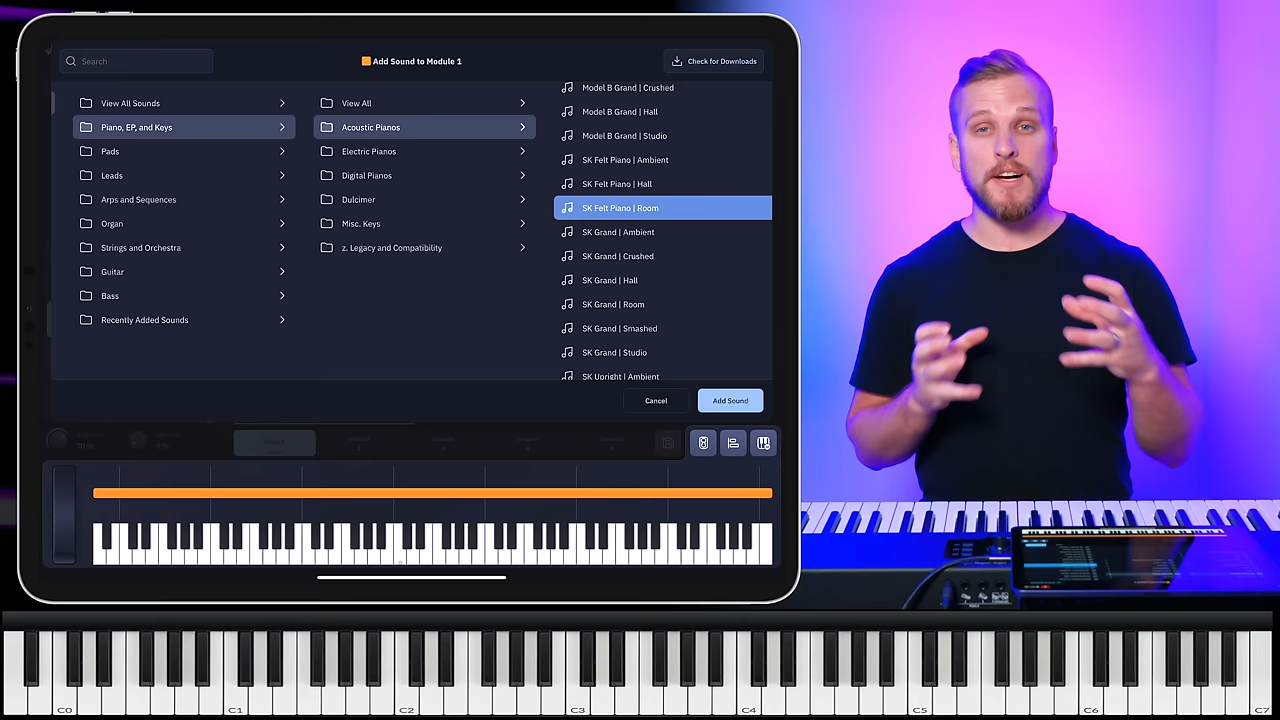 Search
Add Sound to Module 1
Check for Downloads
View All Sounds
Piano, EP, and Keys
Pads
Leads
Arps and Sequences
Organ
Strings and Orchestra
Guitar
Bass
Recently Added Sounds
View All
Acoustic Pianos
Electric Pianos
Digital Pianos
Dulcimer
Misc. Keys
z. Legacy and Compatibility
Model B Grand | Crushed
Model B Grand | Hall
Model B Grand | Studio
SK Felt Piano | Ambient
SK Felt Piano | Hall
SK Felt Piano | Room
SK Grand | Ambient
SK Grand | Crushed
SK Grand | Hall
SK Grand | Room
SK Grand | Smashed
SK Grand | Studio
SK Upright | Ambient
Cancel
Add Sound
C0 C1 C2 C3 C4 C5 C6 C7